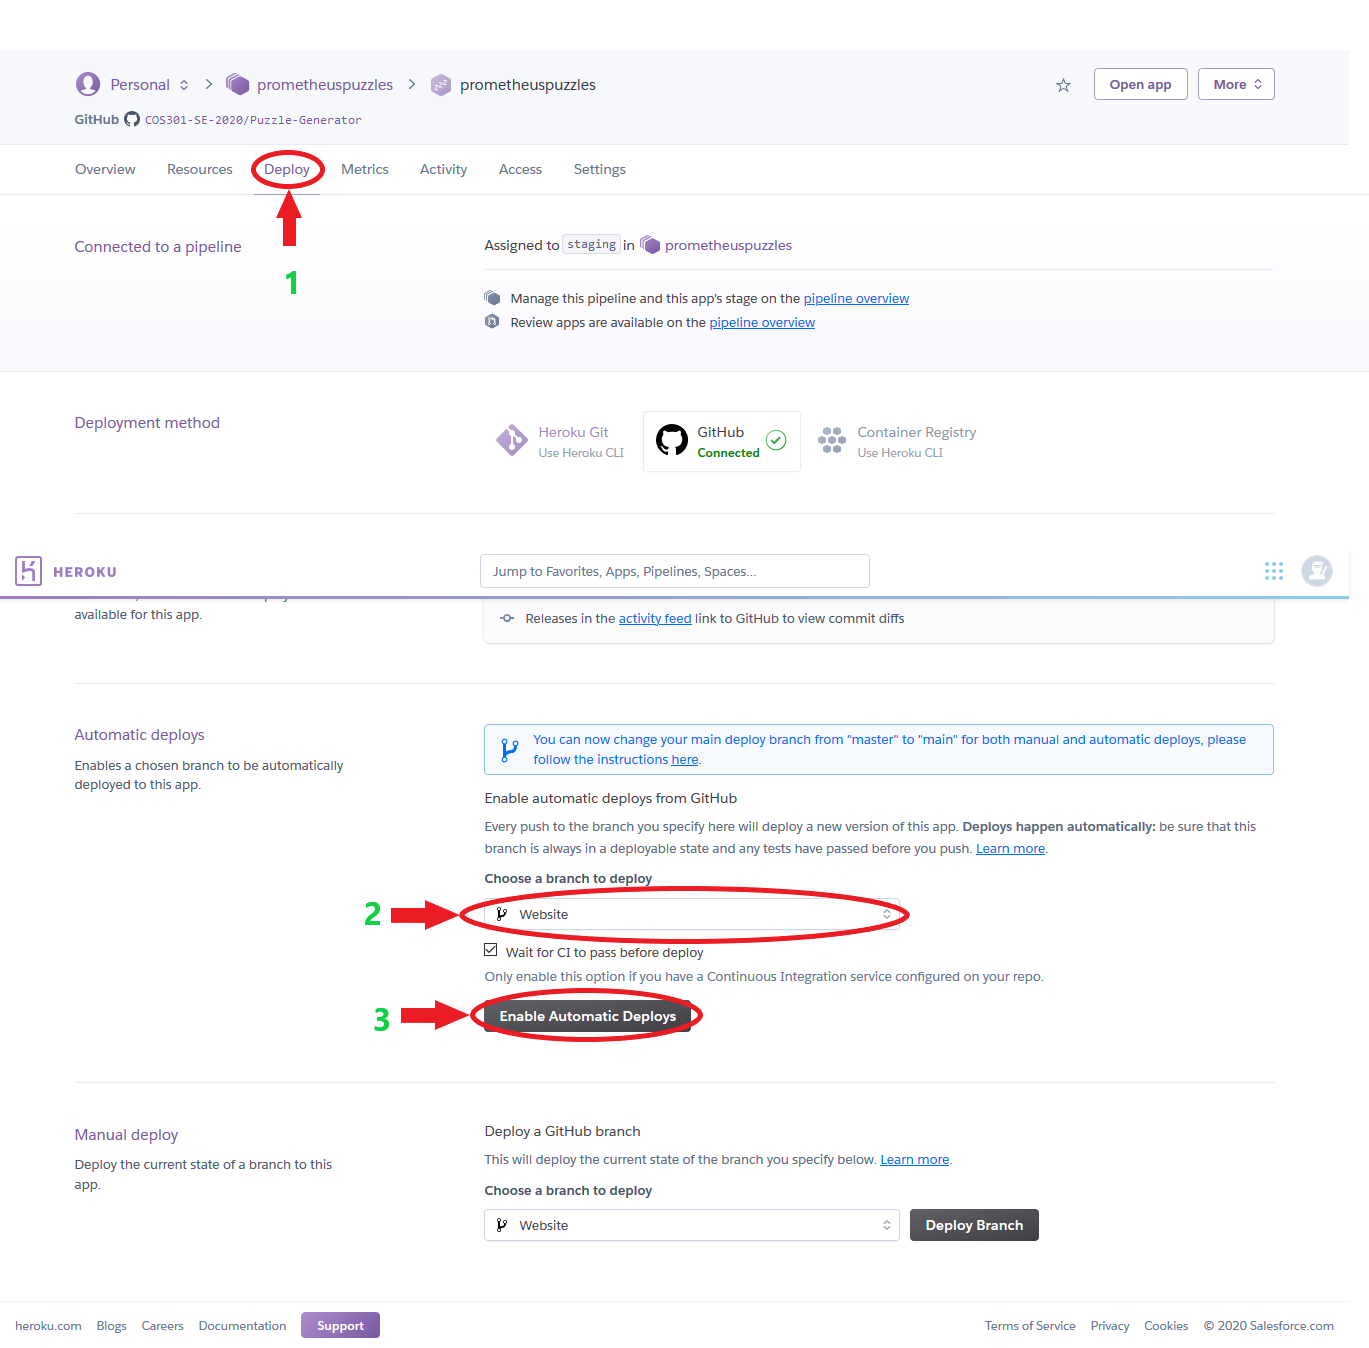 Personal > prometheuspuzzles > prometheuspuzzles
Open app
More
GitHub COS301-SE-2020/Puzzle-Generator
Overview Resources Deploy Metrics Activity Access Settings
1
Connected to a pipeline
Assigned to staging in prometheuspuzzles
Manage this pipeline and this app's stage on the pipeline overview
Review apps are available on the pipeline overview
Deployment method
Heroku Git
Use Heroku CLI
GitHub
Connected
Container Registry
Use Heroku CLI
HEROKU
Jump to Favorites, Apps, Pipelines, Spaces...
available for this app.
Releases in the activity feed link to GitHub to view commit diffs
Automatic deploys
Enables a chosen branch to be automatically
deployed to this app.
You can now change your main deploy branch from "master" to "main" for both manual and automatic deploys, please
follow the instructions here.
Enable automatic deploys from GitHub
Every push to the branch you specify here will deploy a new version of this app. Deploys happen automatically: be sure that this
branch is always in a deployable state and any tests have passed before you push. Learn more.
Choose a branch to deploy
2
Website
Wait for CI to pass before deploy
Only enable this option if you have a Continuous Integration service configured on your repo.
3
Enable Automatic Deploys
Manual deploy
Deploy the current state of a branch to this
app.
Deploy a GitHub branch
This will deploy the current state of the branch you specify below. Learn more.
Choose a branch to deploy
Website
Deploy Branch
heroku.com Blogs Careers Documentation Support
Terms of Service Privacy Cookies © 2020 Salesforce.com